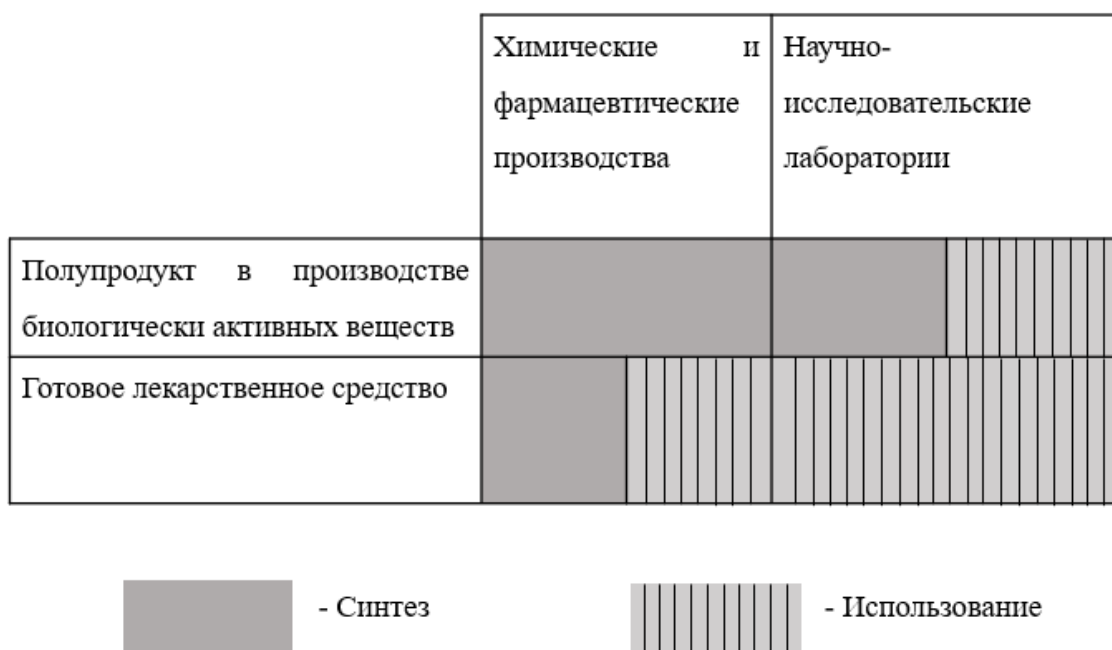 Химические и
фармацевтические
производства
Научно-
исследовательские
лаборатории
Полупродукт в производстве
биологически активных веществ
Готовое лекарственное средство
- Синтез
- Использование